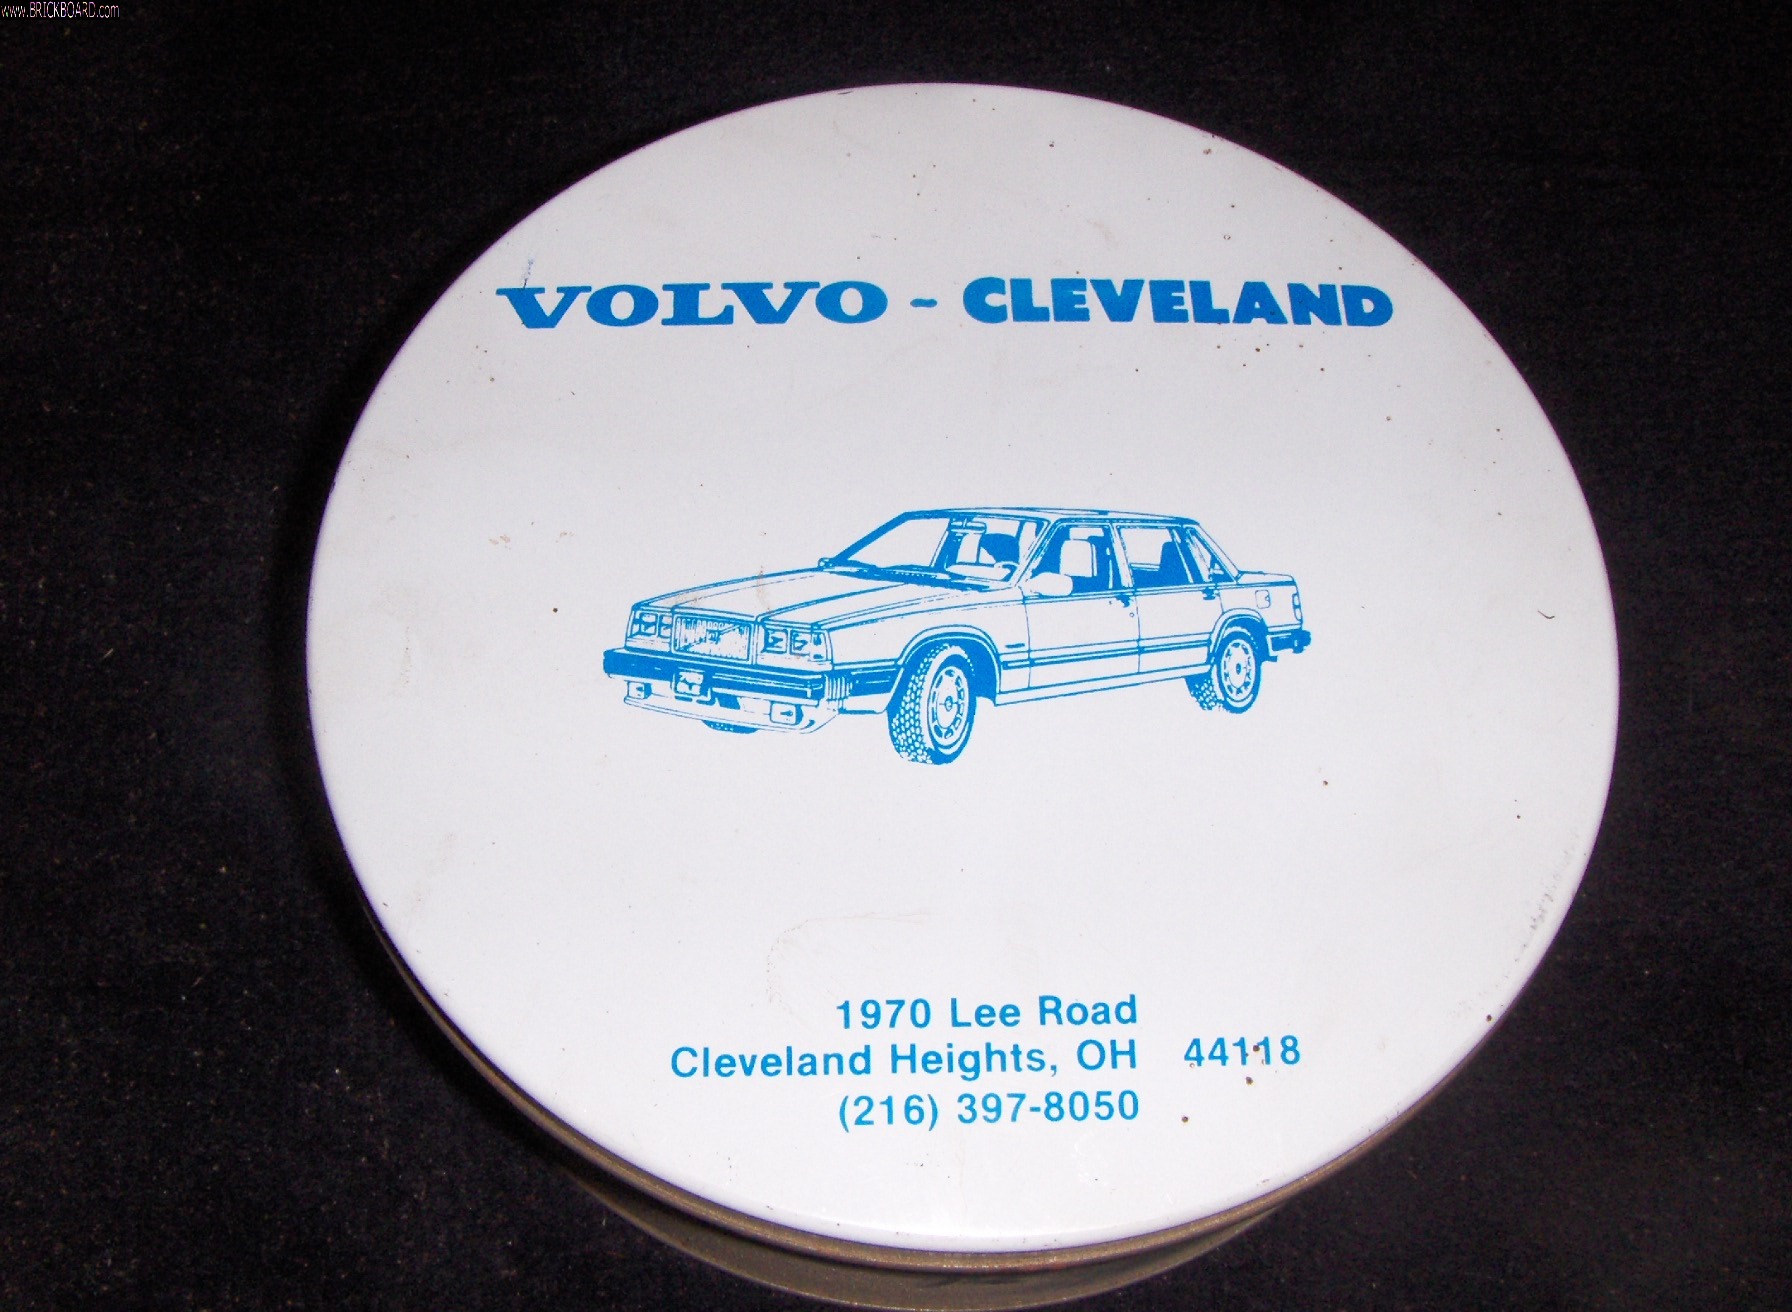 www.BRICKBOARD.com
VOLVO - CLEVELAND
1970 Lee Road
Cleveland Heights, OH 44118
(216) 397-8050